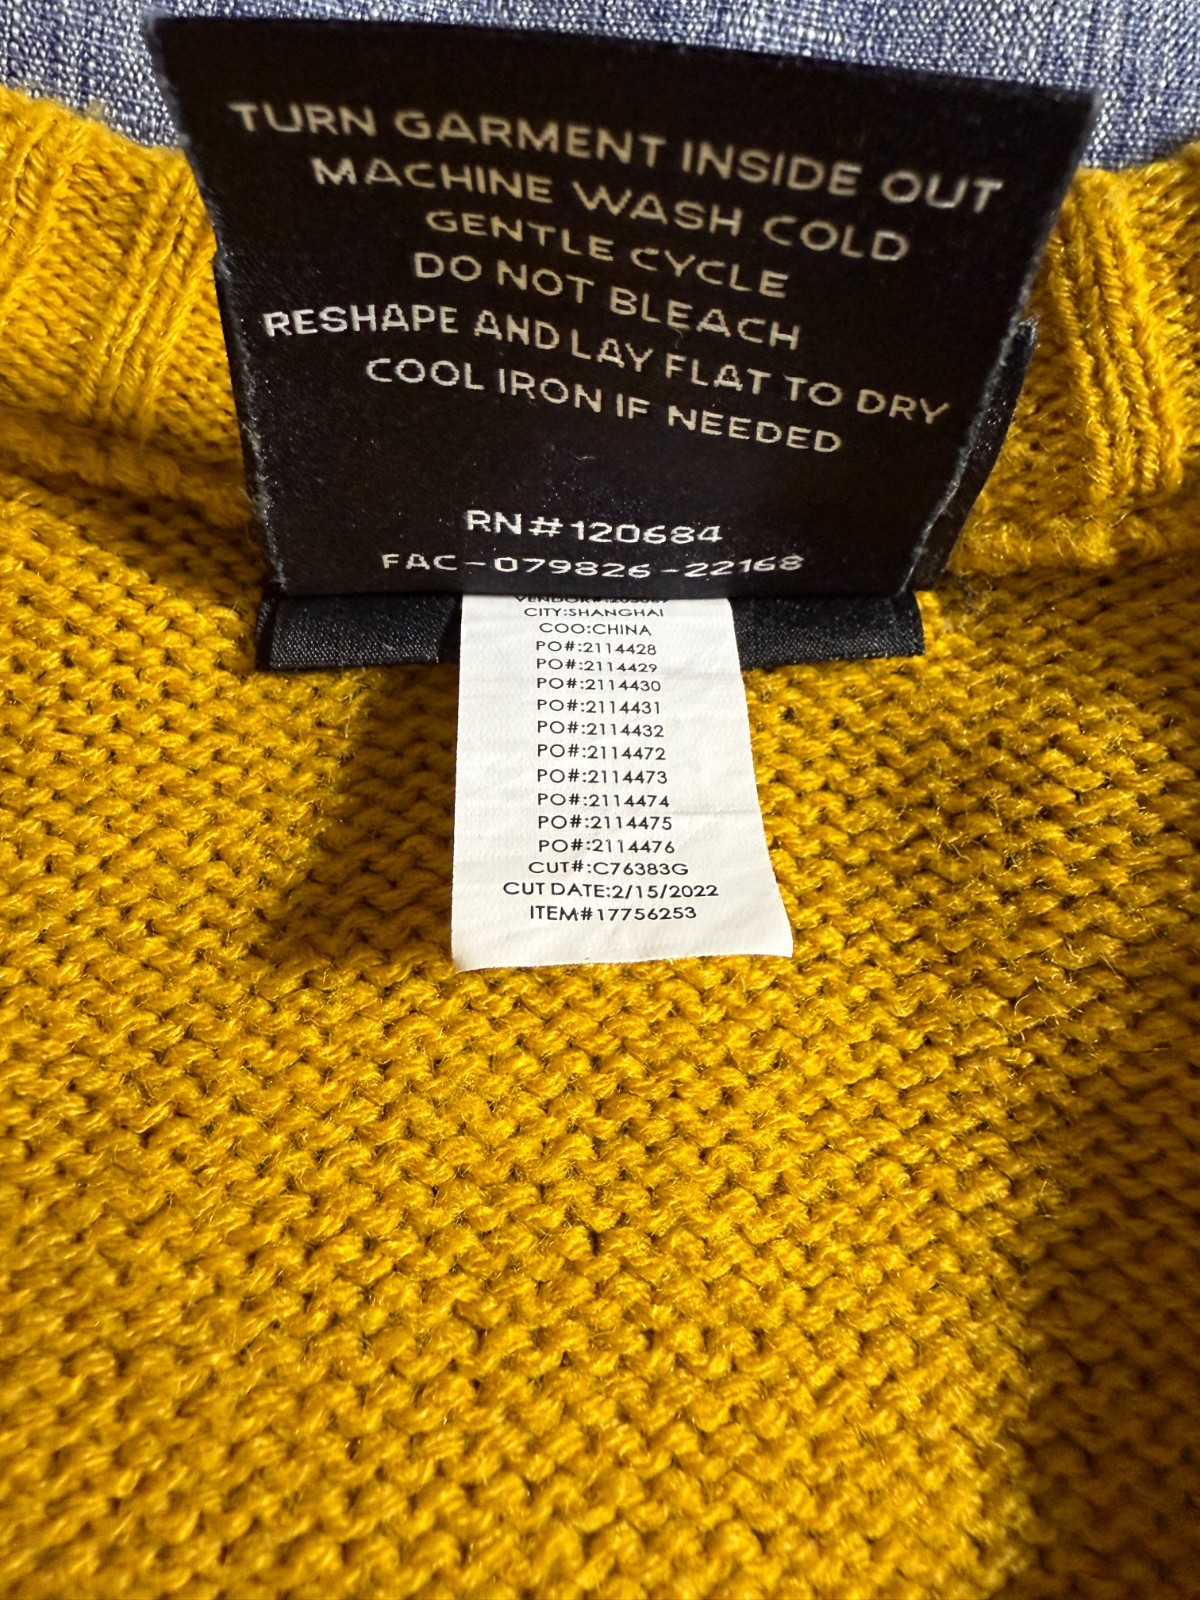 TURN GARMENT INSIDE OUT
MACHINE WASH COLD
GENTLE CYCLE
DO NOT BLEACH
RESHAPE AND LAY FLAT TO DRY
COOL IRON IF NEEDED
RN#120684
FAC-079826-22168
CITY:SHANGHAI
COO:CHINA
PO#:2114428
PO#:2114429
PO#:2114430
PO#:2114431
PO#:2114432
PO#:2114472
PO#:2114473
PO#:2114474
PO#:2114475
PO#:2114476
CUT#:C76383G
CUT DATE:2/15/2022
ITEM#17756253